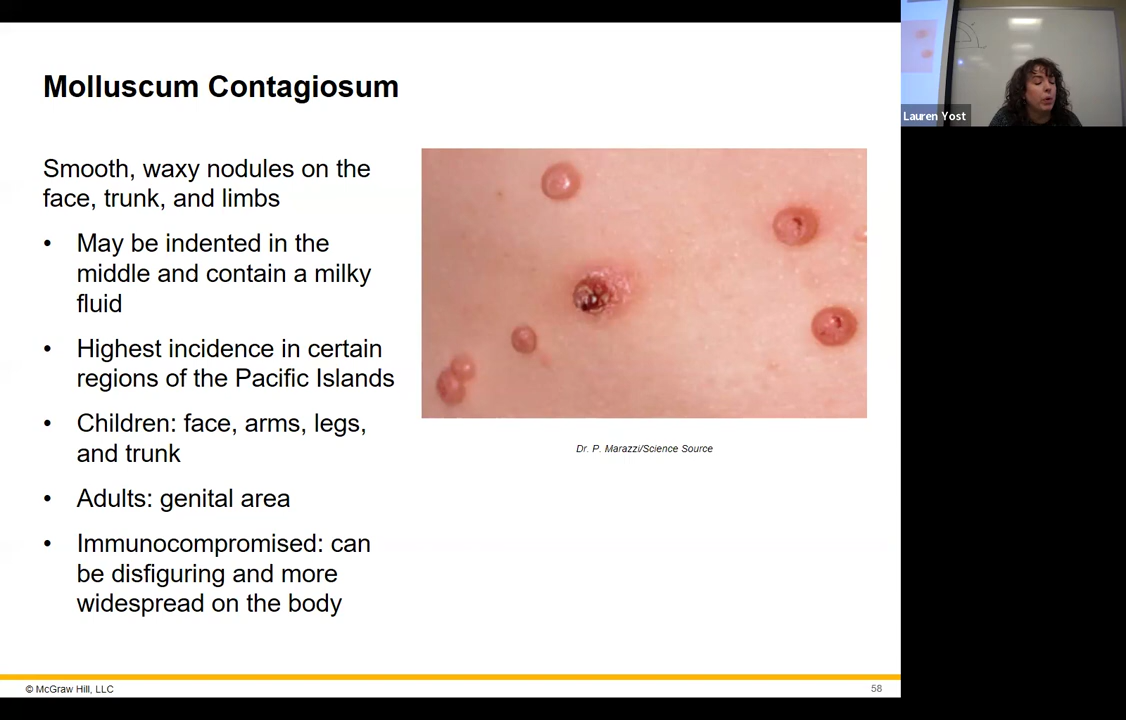 Molluscum Contagiosum
Lauren Yost
Smooth, waxy nodules on the
face, trunk, and limbs
• May be indented in the
middle and contain a milky
fluid
• Highest incidence in certain
regions of the Pacific Islands
• Children: face, arms, legs,
and trunk
• Adults: genital area
• Immunocompromised: can
be disfiguring and more
widespread on the body
Dr. P. Marazzi/Science Source
© McGraw Hill, LLC
58